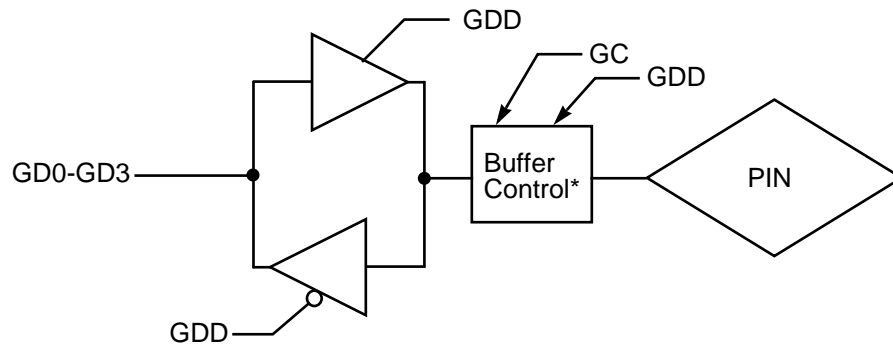 GDD
GC
GDD
GD0-GD3
Buffer
Control*
PIN
GDD